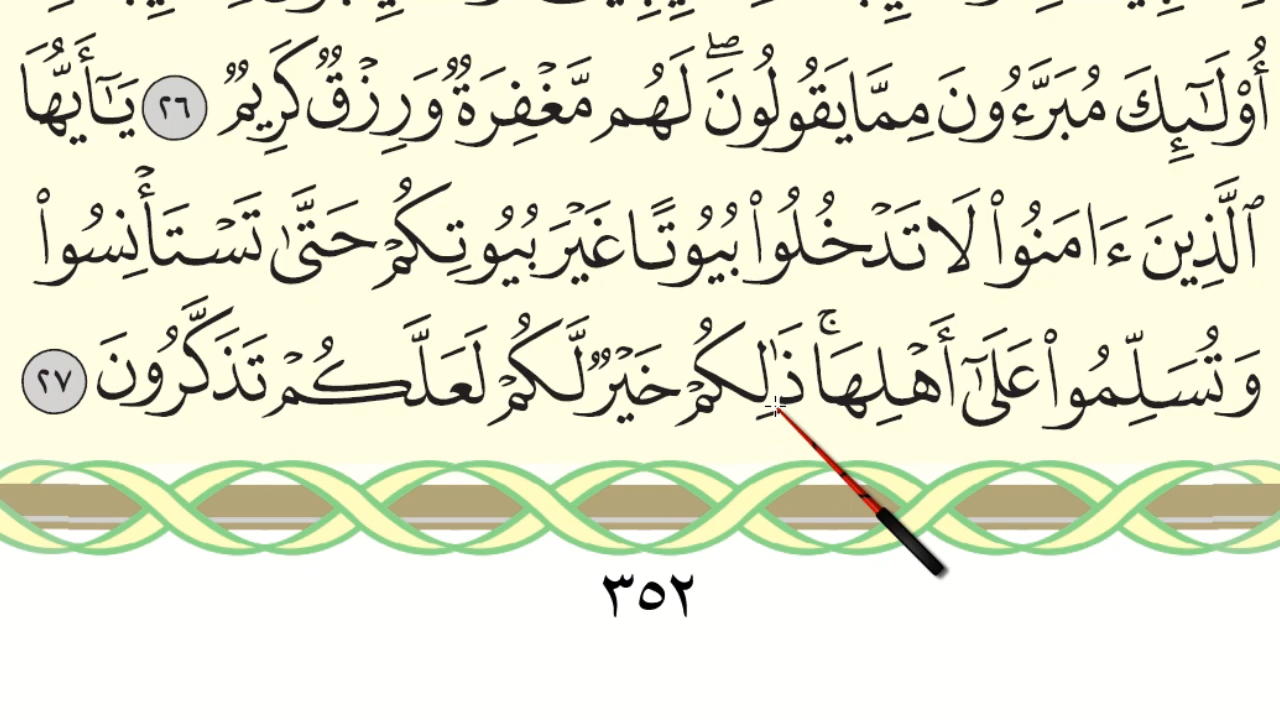 أُوْلَـٰٓئِكَ مُبَرَّءُونَ مِمَّا يَقُولُونَۖ لَهُم مَّغْفِرَةٌ وَرِزْقٌ كَرِيمٌ ٢٦ يَـٰٓأَيُّهَا
ٱلَّذِينَ ءَامَنُواْ لَا تَدْخُلُواْ بُيُوتًا غَيْرَ بُيُوتِكُمْ حَتَّىٰ تَسْتَأْنِسُواْ
وَتُسَلِّمُواْ عَلَىٰٓ أَهْلِهَاۚ ذَٰلِكُمْ خَيْرٌ لَّكُمْ لَعَلَّكُمْ تَذَكَّرُونَ ٢٧
٣٥٢